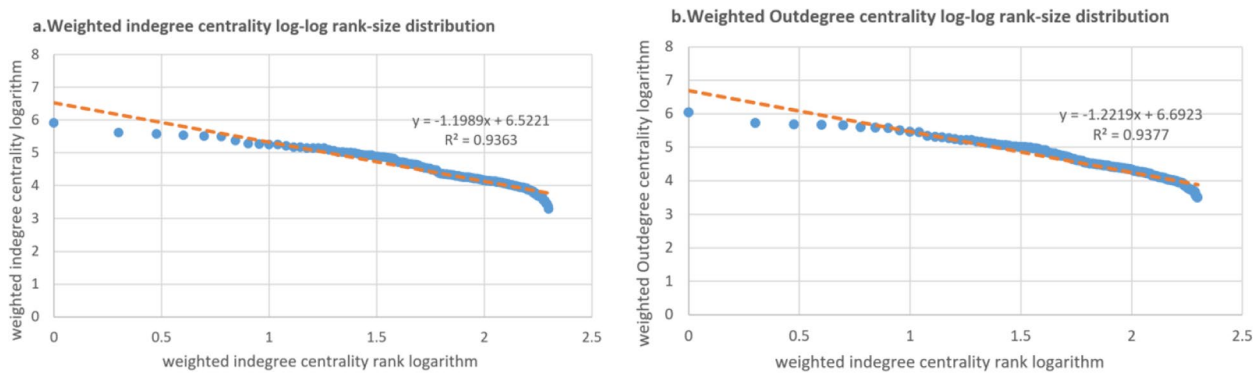 a.Weighted indegree centrality log-log rank-size distribution
weighted indegree centrality logarithm
8
7
6
5
4
3
2
1
0
y = -1.1989x + 6.5221
R² = 0.9363
0 0.5 1 1.5 2 2.5
weighted indegree centrality rank logarithm
b.Weighted Outdegree centrality log-log rank-size distribution
weighted Outdegree centrality logarithm
8
7
6
5
4
3
2
1
0
y = -1.2219x + 6.6923
R² = 0.9377
0 0.5 1 1.5 2 2.5
weighted indegree centrality rank logarithm